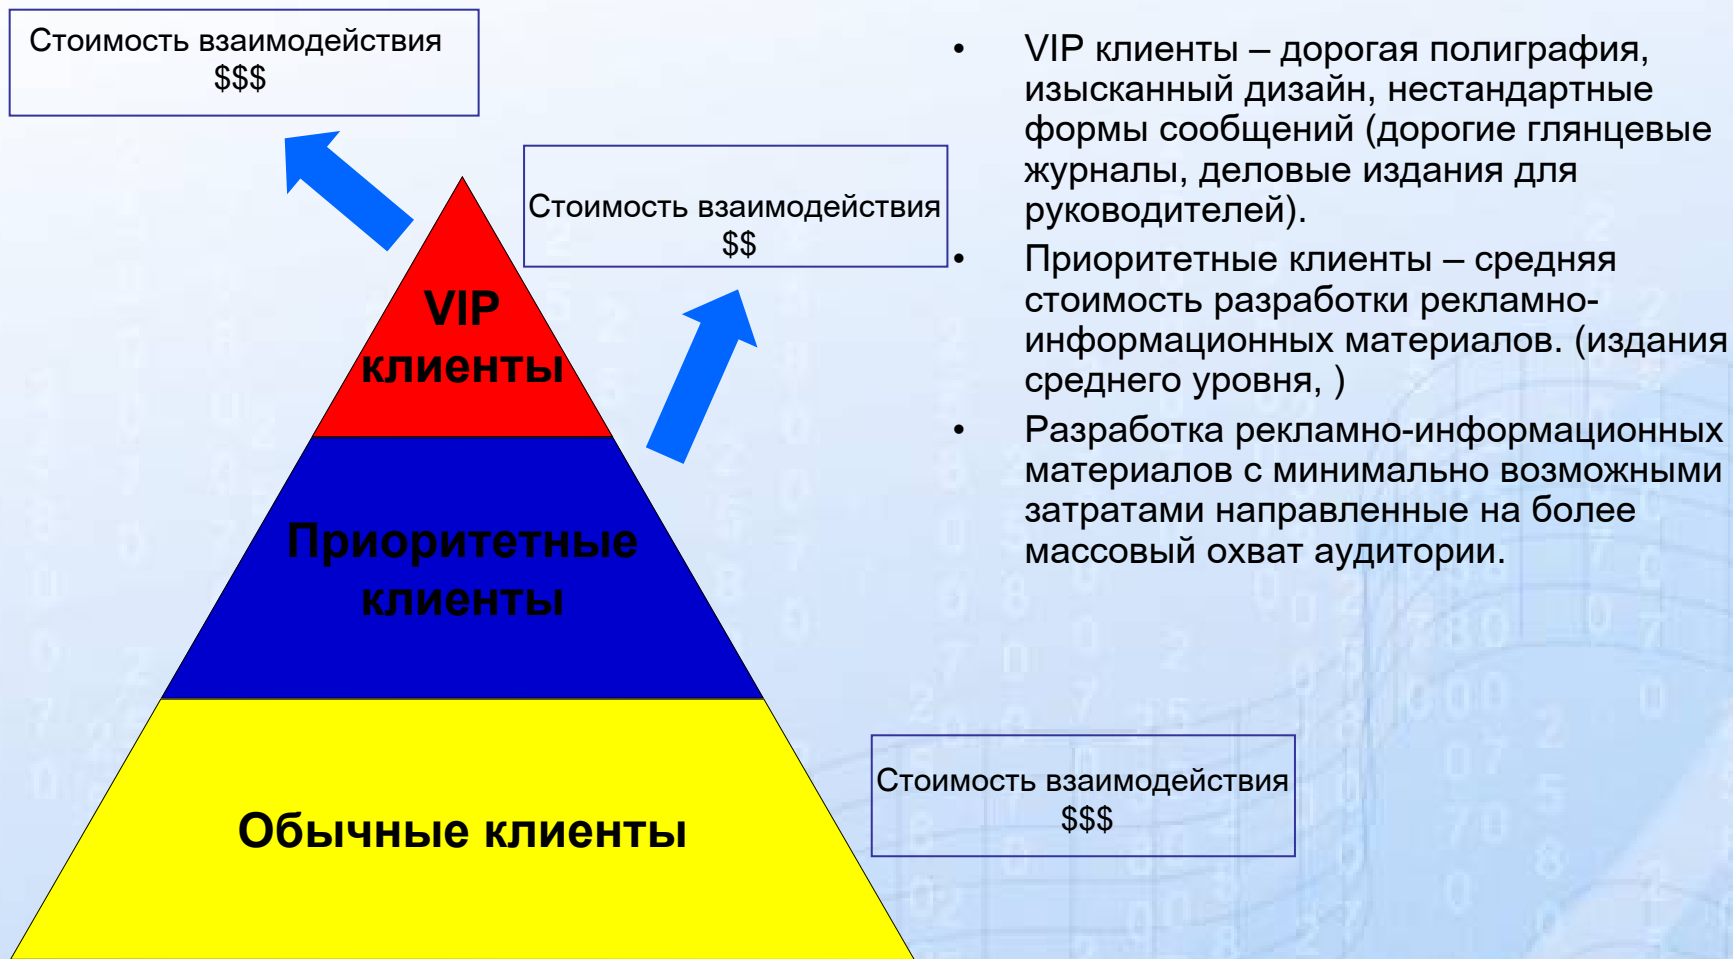 Стоимость взаимодействия
$$$
Стоимость взаимодействия
$$
VIP
клиенты
Приоритетные
клиенты
Обычные клиенты
Стоимость взаимодействия
$$$
• VIP клиенты – дорогая полиграфия,
изысканный дизайн, нестандартные
формы сообщений (дорогие глянцевые
журналы, деловые издания для
руководителей).
• Приоритетные клиенты – средняя
стоимость разработки рекламно-
информационных материалов. (издания
среднего уровня, )
• Разработка рекламно-информационных
материалов с минимально возможными
затратами направленные на более
массовый охват аудитории.